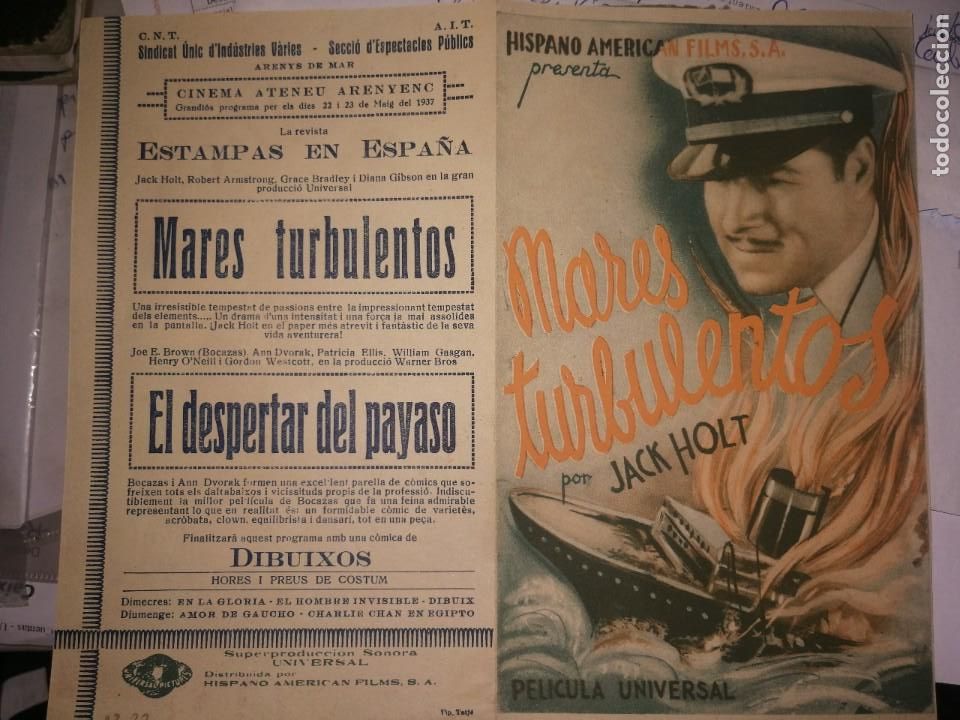 C.N.T. A.I.T.
Sindicat Únic d'Indústries Vàries - Secció d'Espectacles Públics
ARENYS DE MAR
CINEMA ATENEU ARENYENC
Grandiós programa per els dies 22 i 23 de Maig del 1937
La revista
ESTAMPAS EN ESPAÑA
Jack Holt, Robert Armstrong, Grace Bradley i Diana Gibson en la gran
producció Universal
Mares turbulentos
Una irresistible tempestat de passions entre la impressionant tempestat
dels elements.... Un drama d'una intensitat i una força ja mai assolides
en la pantalla. ¡Jack Holt en el paper més atrevit i fantàstic de la seva
vida aventurera!
Joe E. Brown (Bocazas) Ann Dvorak, Patricia Ellis, William Gasgan,
Henry O'Neill i Gordon Westcott, en la producció Warner Bros
El despertar del payaso
Bocazas i Ann Dvorak formen una excel'lent parella de còmics que so-
freixen tots els daltabaixos i vicissituds propis de la professió. Indiscu-
tiblement la millor pel'lícula de Bocazas que fa una feina admirable
representant lo que en realitat és: un formidable còmic de varietés,
acròbata, clown, equilibrista i dansarí, tot en una peça.
Finalitzarà aquest programa amb una còmica de
DIBUIXOS
HORES I PREUS DE COSTUM
Dimecres: EN LA GLORIA - EL HOMBRE INVISIBLE - DIBUIX
Diumenge: AMOR DE GAUCHO - CHARLIE CHAN EN EGIPTO
Superproduccion Sonora
UNIVERSAL
Distribuida por
HISPANO AMERICAN FILMS, S. A.
UNIVERSAL PICTURES
Tip. Tatjé
HISPANO AMERICAN FILMS, S.A.
presenta
Mares
turbulentos
por JACK HOLT
PELICULA UNIVERSAL
todocoleccion